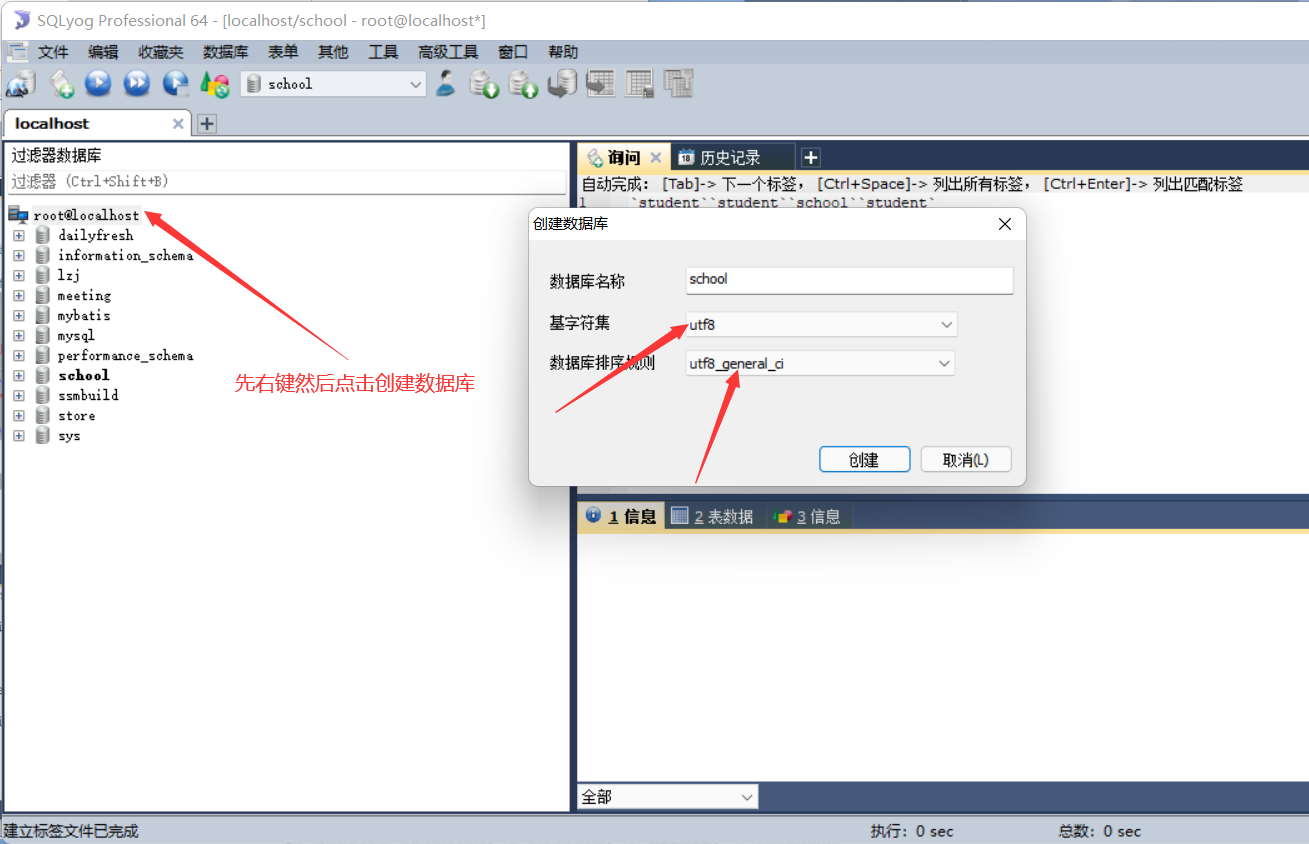 SQLyog Professional 64 - [localhost/school - root@localhost*]
文件 编辑 收藏夹 数据库 表单 其他 工具 高级工具 窗口 帮助
school
localhost
过滤器数据库
过滤器 (Ctrl+Shift+B)
root@localhost
dailyfresh
information_schema
lzj
meeting
mybatis
mysql
performance_schema
school
ssmbuild
store
sys
先右键然后点击创建数据库
询问 历史记录
自动完成: [Tab]-> 下一个标签, [Ctrl+Space]-> 列出所有标签, [Ctrl+Enter]-> 列出匹配标签
1 `student``student``school``student`
创建数据库
数据库名称 school
基字符集 utf8
数据库排序规则 utf8_general_ci
创建 取消(L)
1 信息 2 表数据 3 信息
全部
建立标签文件已完成 执行: 0 sec 总数: 0 sec